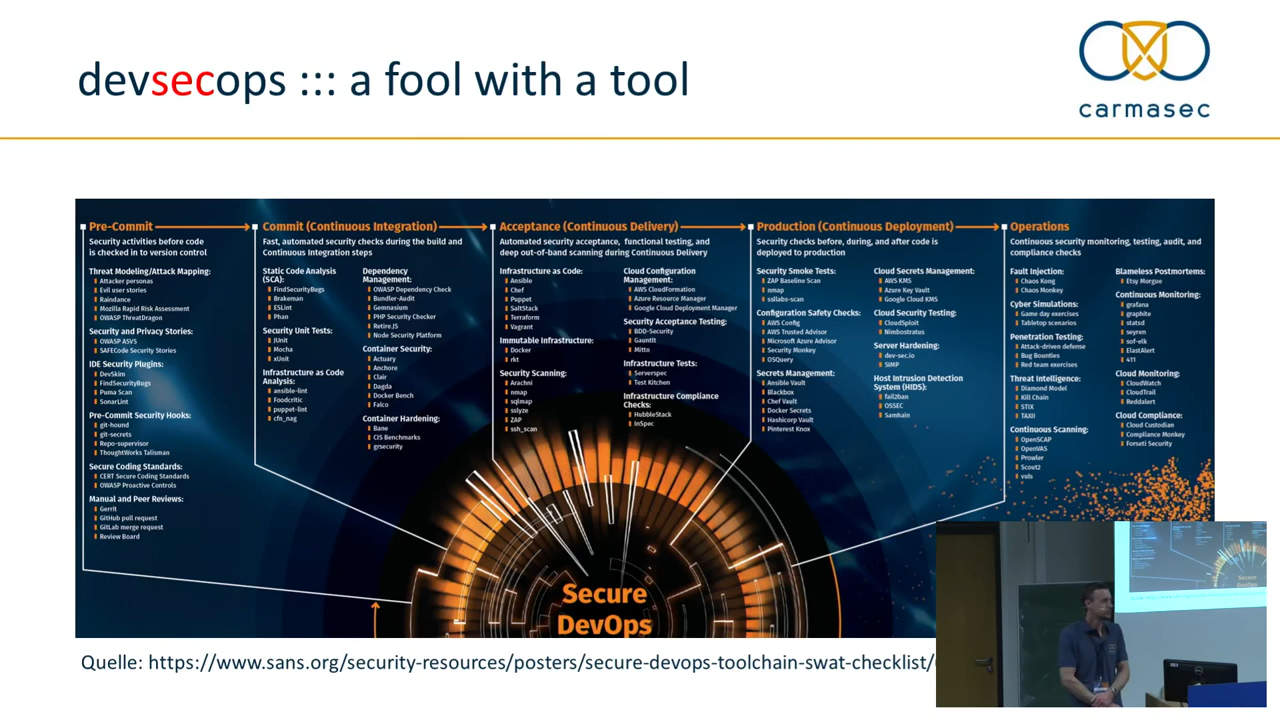 devsecops ::: a fool with a tool
carmasec
Pre-Commit
Security activities before code
is checked in to version control
Threat Modeling/Attack Mapping:
Attacker personas
Evil user stories
Raindance
Mozilla Rapid Risk Assessment
OWASP ThreatDragon
Security and Privacy Stories:
OWASP ASVS
SAFECode Security Stories
IDE Security Plugins:
DevSkim
FindSecurityBugs
Puma Scan
SonarLint
Pre-Commit Security Hooks:
git-hound
git-secrets
Repo-supervisor
ThoughtWorks Talisman
Secure Coding Standards:
CERT Secure Coding Standards
OWASP Proactive Controls
Manual and Peer Reviews:
Gerrit
GitHub pull request
GitLab merge request
Review Board
Commit (Continuous Integration)
Fast, automated security checks during the build and
Continuous Integration steps
Static Code Analysis
(SCA):
FindSecurityBugs
Brakeman
ESLint
Phan
Security Unit Tests:
JUnit
Mocha
xUnit
Infrastructure as Code
Analysis:
ansible-lint
Foodcritic
puppet-lint
cfn_nag
Dependency
Management:
OWASP Dependency Check
Bundler-Audit
Gemnasium
PHP Security Checker
Retire.JS
Node Security Platform
Container Security:
Actuary
Anchore
Clair
Dagda
Docker Bench
Falco
Container Hardening:
Bane
CIS Benchmarks
grsecurity
Acceptance (Continuous Delivery)
Automated security acceptance, functional testing, and
deep out-of-band scanning during Continuous Delivery
Infrastructure as Code:
Ansible
Chef
Puppet
SaltStack
Terraform
Vagrant
Immutable Infrastructure:
Docker
rkt
Security Scanning:
Arachni
nmap
sqlmap
sslyze
ZAP
ssh_scan
Cloud Configuration
Management:
AWS CloudFormation
Azure Resource Manager
Google Cloud Deployment Manager
Security Acceptance Testing:
BDD-Security
Gauntlt
Mittn
Infrastructure Tests:
Serverspec
Test Kitchen
Infrastructure Compliance
Checks:
HubbleStack
InSpec
Production (Continuous Deployment)
Security checks before, during, and after code is
deployed to production
Security Smoke Tests:
ZAP Baseline Scan
nmap
ssllabs-scan
Configuration Safety Checks:
AWS Config
AWS Trusted Advisor
Microsoft Azure Advisor
Security Monkey
OSQuery
Secrets Management:
Ansible Vault
Blackbox
Chef Vault
Docker Secrets
Hashicorp Vault
Pinterest Knox
Cloud Secrets Management:
AWS KMS
Azure Key Vault
Google Cloud KMS
Cloud Security Testing:
CloudSploit
Nimbostratus
Server Hardening:
dev-sec.io
SIMP
Host Intrusion Detection
System (HIDS):
fail2ban
OSSEC
Samhain
Operations
Continuous security monitoring, testing, audit, and
compliance checks
Fault Injection:
Chaos Kong
Chaos Monkey
Cyber Simulations:
Game day exercises
Tabletop scenarios
Penetration Testing:
Attack-driven defense
Bug Bounties
Red team exercises
Threat Intelligence:
Diamond Model
Kill Chain
STIX
TAXII
Continuous Scanning:
OpenSCAP
OpenVAS
Prowler
Scout2
vuls
Blameless Postmortems:
Etsy Morgue
Continuous Monitoring:
grafana
graphite
statsd
seyren
sof-elk
ElastAlert
411
Cloud Monitoring:
CloudWatch
CloudTrail
Reddalert
Cloud Compliance:
Cloud Custodian
Compliance Monkey
Forseti Security
Secure
DevOps
Quelle: https://www.sans.org/security-resources/posters/secure-devops-toolchain-swat-checklist/